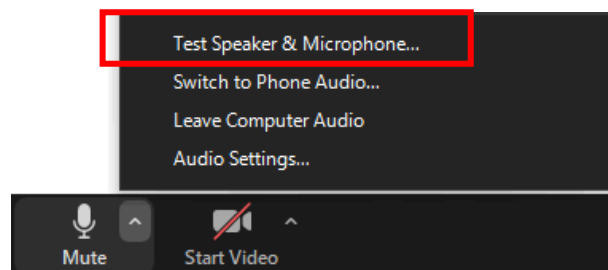 Test Speaker & Microphone...
Switch to Phone Audio...
Leave Computer Audio
Audio Settings...
Mute
Start Video